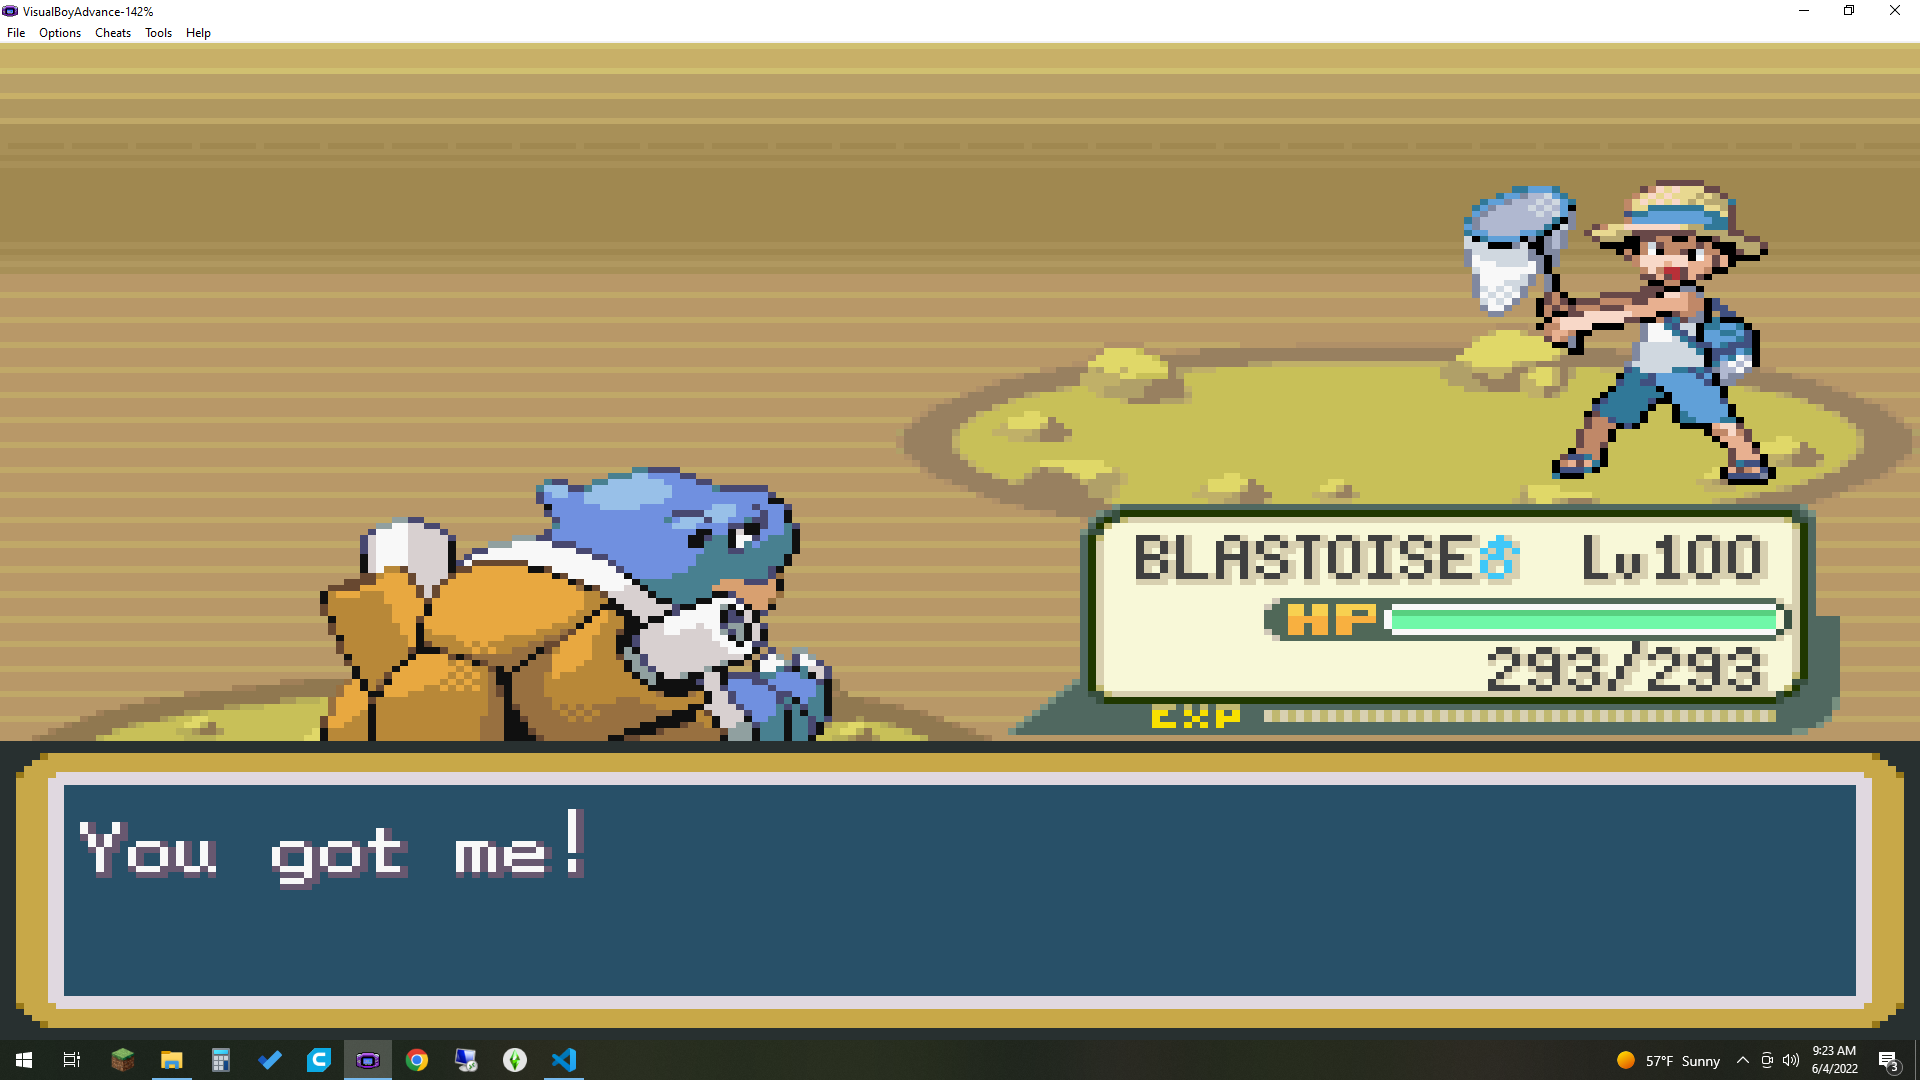 VisualBoyAdvance-142%
File Options Cheats Tools Help
BLASTOISE♂ Lv100
HP
293/293
EXP
You got me!
57°F Sunny
9:23 AM
6/4/2022
3